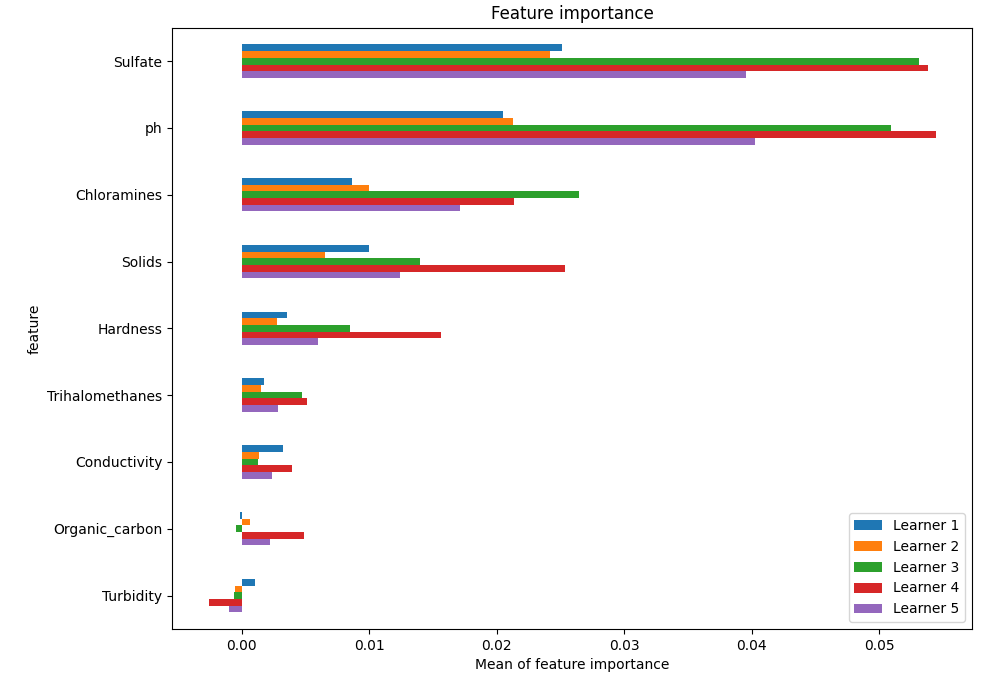 Feature importance
Sulfate
ph
Chloramines
Solids
Hardness
Trihalomethanes
Conductivity
Organic_carbon
Turbidity
feature
0.00 0.01 0.02 0.03 0.04 0.05
Mean of feature importance
Learner 1
Learner 2
Learner 3
Learner 4
Learner 5